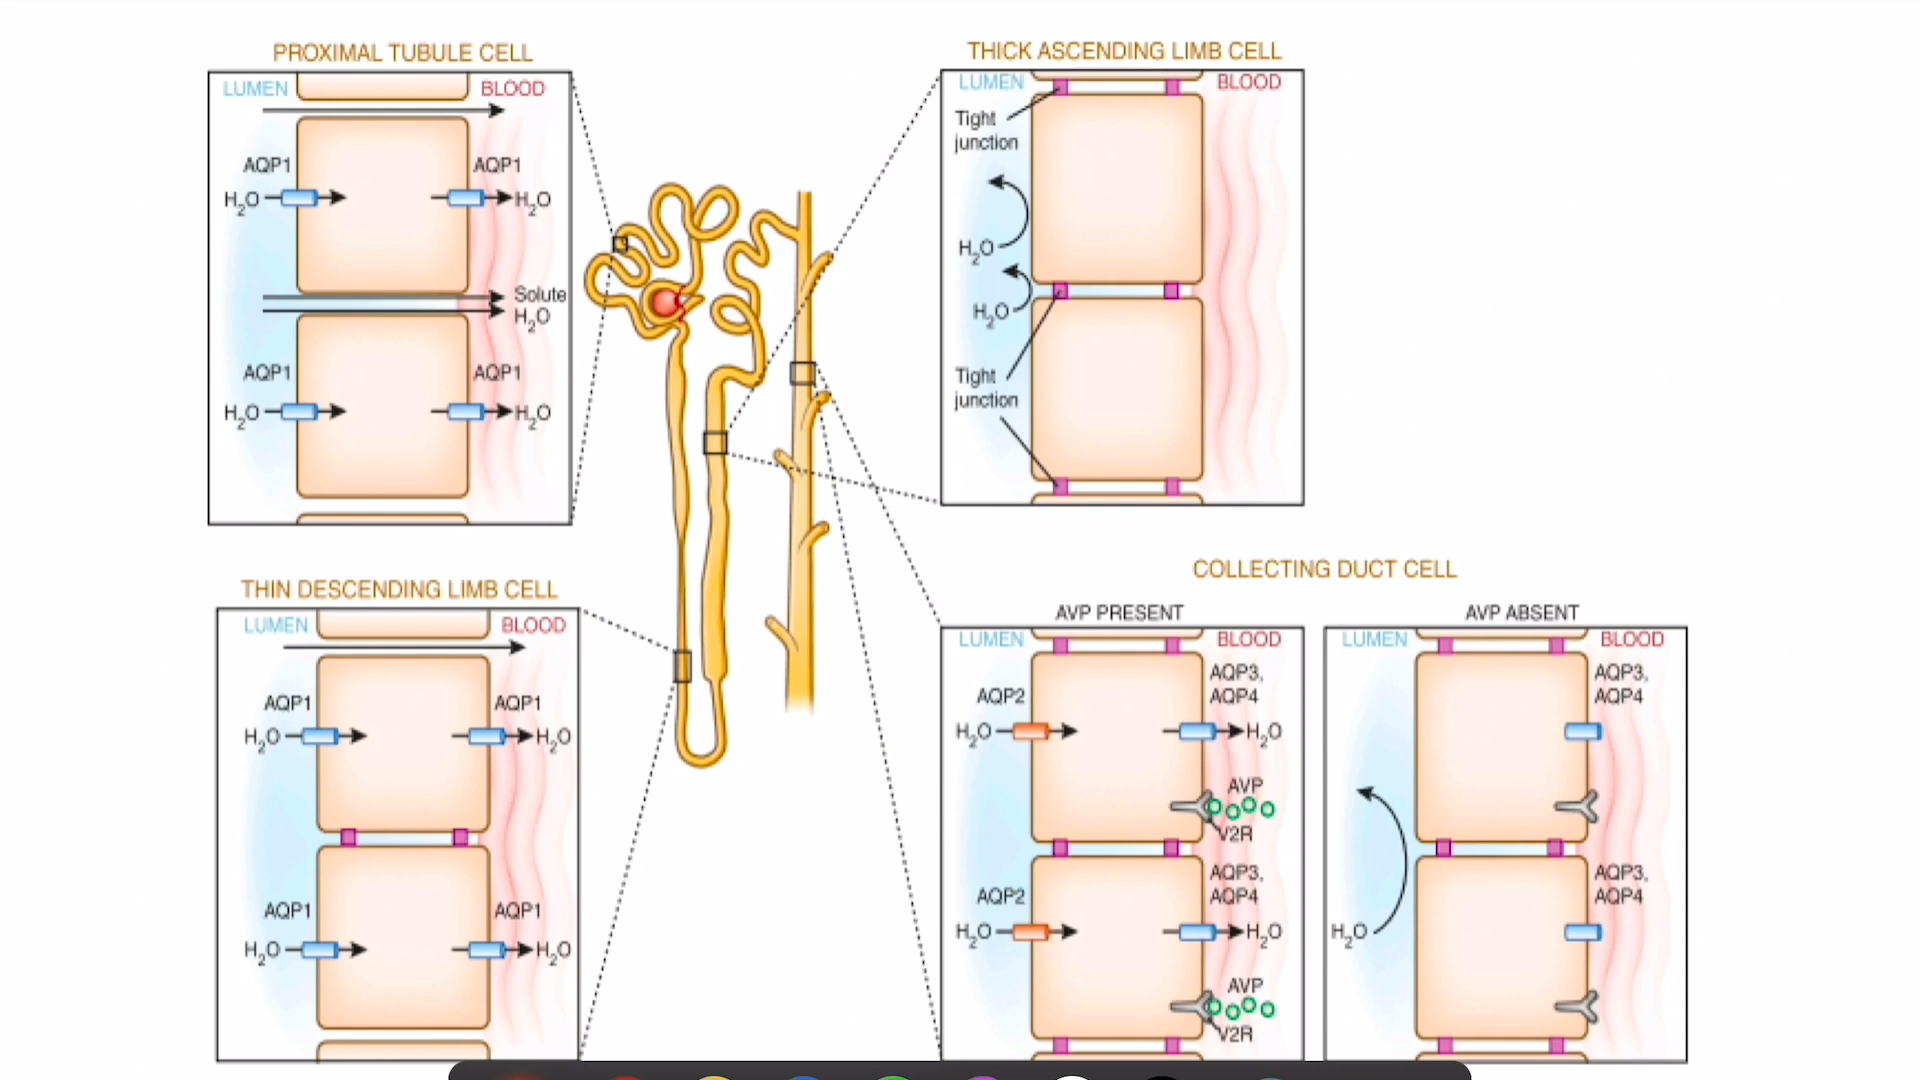 PROXIMAL TUBULE CELL
LUMEN BLOOD
AQP1 AQP1
H₂O H₂O
Solute
H₂O
AQP1 AQP1
H₂O H₂O
THICK ASCENDING LIMB CELL
LUMEN BLOOD
Tight
junction
H₂O
H₂O
Tight
junction
THIN DESCENDING LIMB CELL
LUMEN BLOOD
AQP1 AQP1
H₂O H₂O
AQP1 AQP1
H₂O H₂O
COLLECTING DUCT CELL
AVP PRESENT
LUMEN BLOOD
AQP3,
AQP2 AQP4
H₂O H₂O
AVP
V2R
AQP3,
AQP2 AQP4
H₂O H₂O
AVP
V2R
AVP ABSENT
LUMEN BLOOD
AQP3,
AQP4
AQP3,
AQP4
H₂O